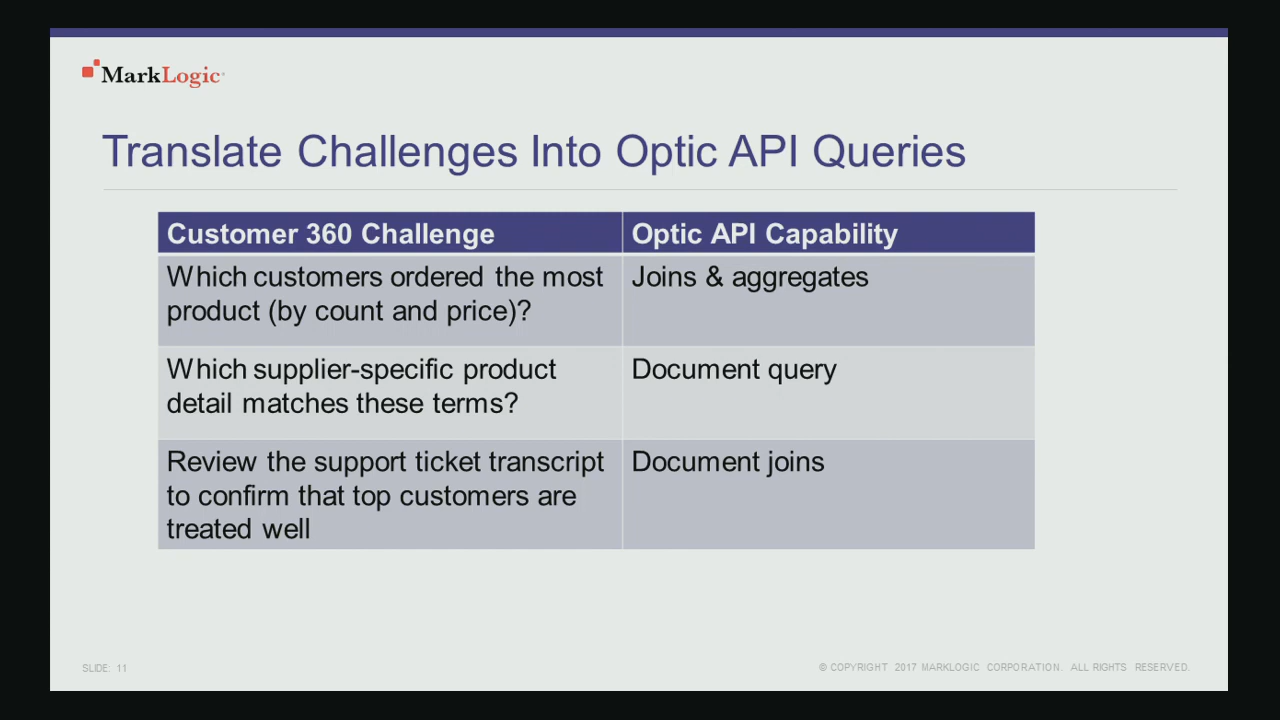 MarkLogic
Translate Challenges Into Optic API Queries
Customer 360 Challenge
Optic API Capability
Which customers ordered the most
product (by count and price)?
Joins & aggregates
Which supplier-specific product
detail matches these terms?
Document query
Review the support ticket transcript
to confirm that top customers are
treated well
Document joins
SLIDE: 11
© COPYRIGHT 2017 MARKLOGIC CORPORATION. ALL RIGHTS RESERVED.